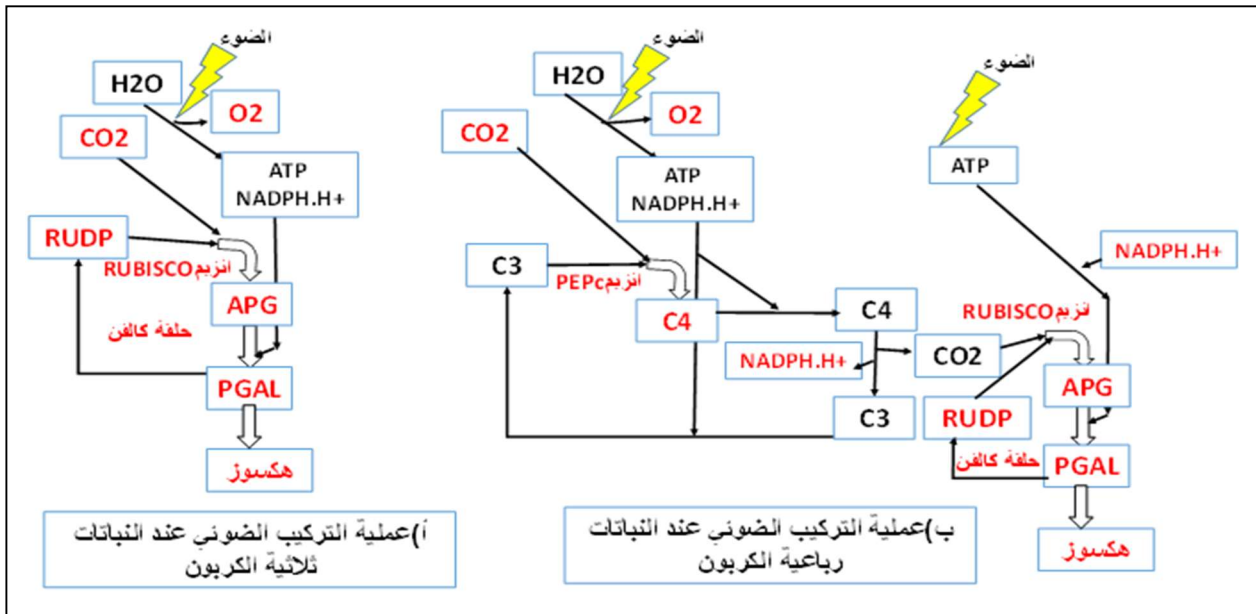 الضوء
H2O
O2
CO2
ATP
NADPH.H+
RUDP
انزيم RUBISCO
APG
حلقة كالفن
PGAL
هكسوز
أ)عملية التركيب الضوئي عند النباتات
ثلاثية الكربون
الضوء
H2O
O2
CO2
ATP
NADPH.H+
C3
انزيم PEPc
C4
C4
NADPH.H+
CO2
C3
الضوء
ATP
NADPH.H+
انزيم RUBISCO
APG
RUDP
حلقة كالفن
PGAL
هكسوز
ب)عملية التركيب الضوئي عند النباتات
رباعية الكربون